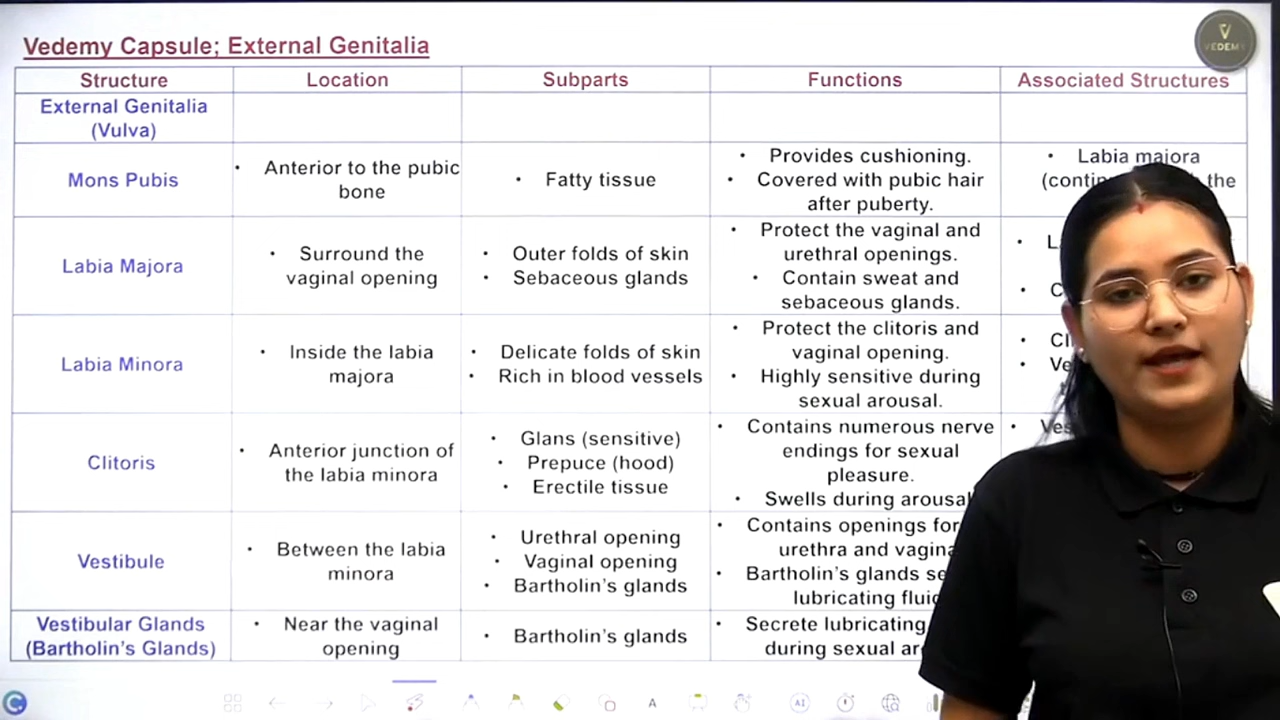 Vedemy Capsule; External Genitalia
VEDEMY
Structure Location Subparts Functions Associated Structures
External Genitalia
(Vulva)
Mons Pubis
• Anterior to the pubic
bone
• Fatty tissue
• Provides cushioning.
• Covered with pubic hair
after puberty.
• Labia majora
the
Labia Majora
• Surround the
vaginal opening
• Outer folds of skin
• Sebaceous glands
• Protect the vaginal and
urethral openings.
• Contain sweat and
sebaceous glands.
Labia Minora
• Inside the labia
majora
• Delicate folds of skin
• Rich in blood vessels
• Protect the clitoris and
vaginal opening.
• Highly sensitive during
sexual arousal.
Clitoris
• Anterior junction of
the labia minora
• Glans (sensitive)
• Prepuce (hood)
• Erectile tissue
• Contains numerous nerve
endings for sexual
pleasure.
• Swells during arousal
Vestibule
• Between the labia
minora
• Urethral opening
• Vaginal opening
• Bartholin's glands
• Contains openings for
urethra and vagina
• Bartholin's glands
lubricating fluid
Vestibular Glands
(Bartholin's Glands)
• Near the vaginal
opening
• Bartholin's glands
• Secrete lubricating
during sexual
A AI